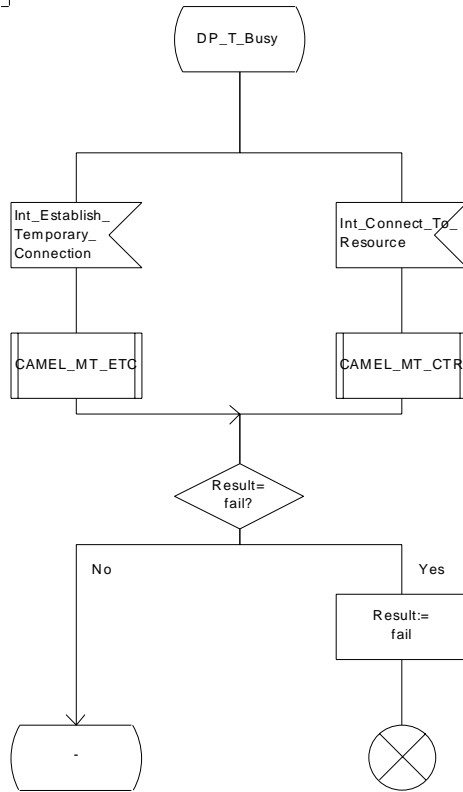 DP_T_Busy
Int_Establish_
Temporary_
Connection
Int_Connect_To_
Resource
CAMEL_MT_ETC
CAMEL_MT_CTR
Result=
fail?
No
Yes
Result:=
fail
-